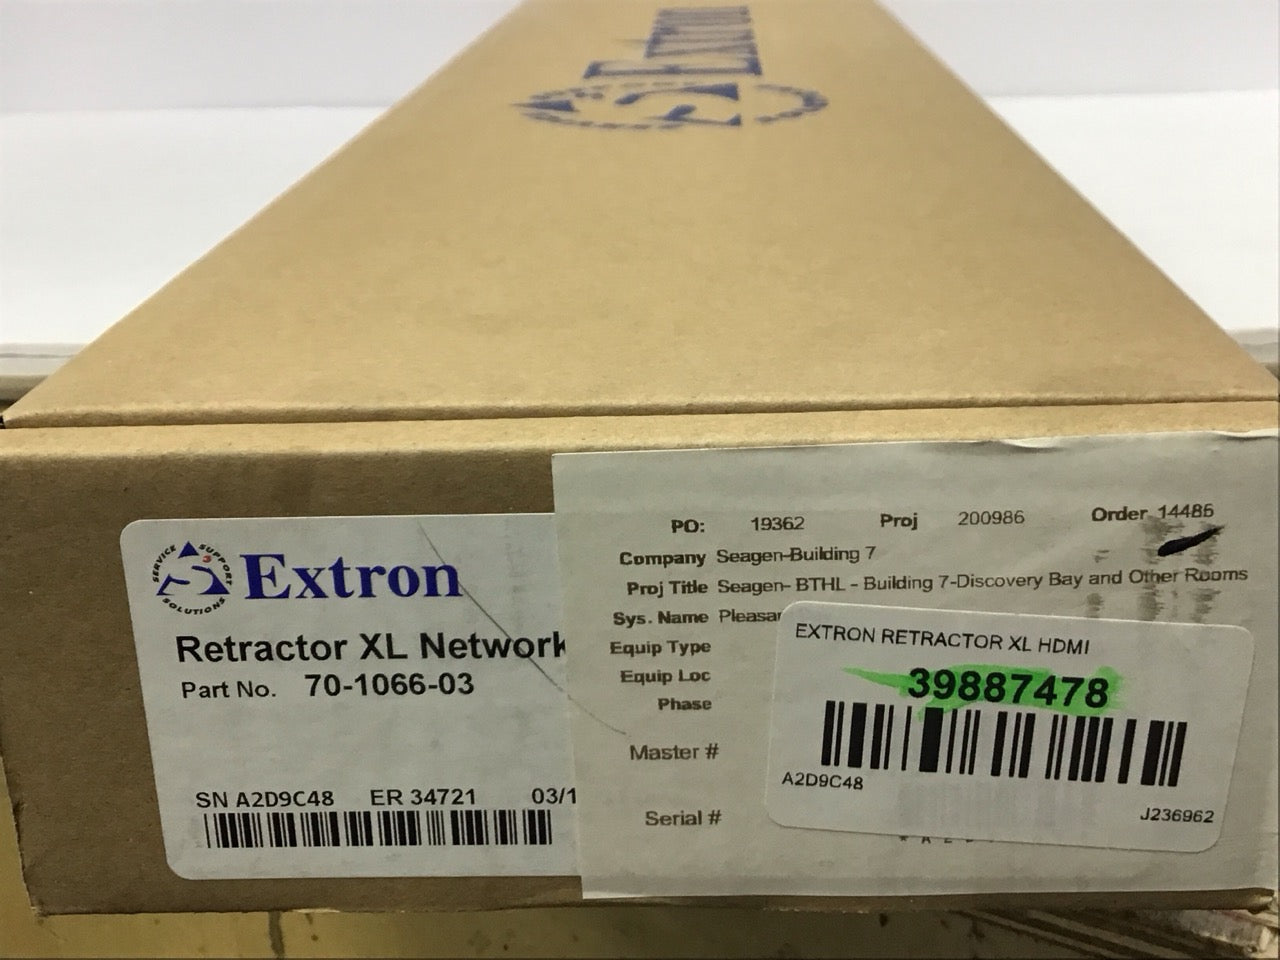 Extron
SERVICE SUPPORT SOLUTIONS
Extron
Retractor XL Network
Part No. 70-1066-03
SN A2D9C48 ER 34721 03/1
PO: 19362 Proj 200986 Order 14486
Company Seagen-Building 7
Proj Title Seagen- BTHL - Building 7-Discovery Bay and Other Rooms
Sys. Name Pleasa
Equip Type
Equip Loc
Phase
Master #
Serial #
EXTRON RETRACTOR XL HDMI
39887478
A2D9C48
J236962